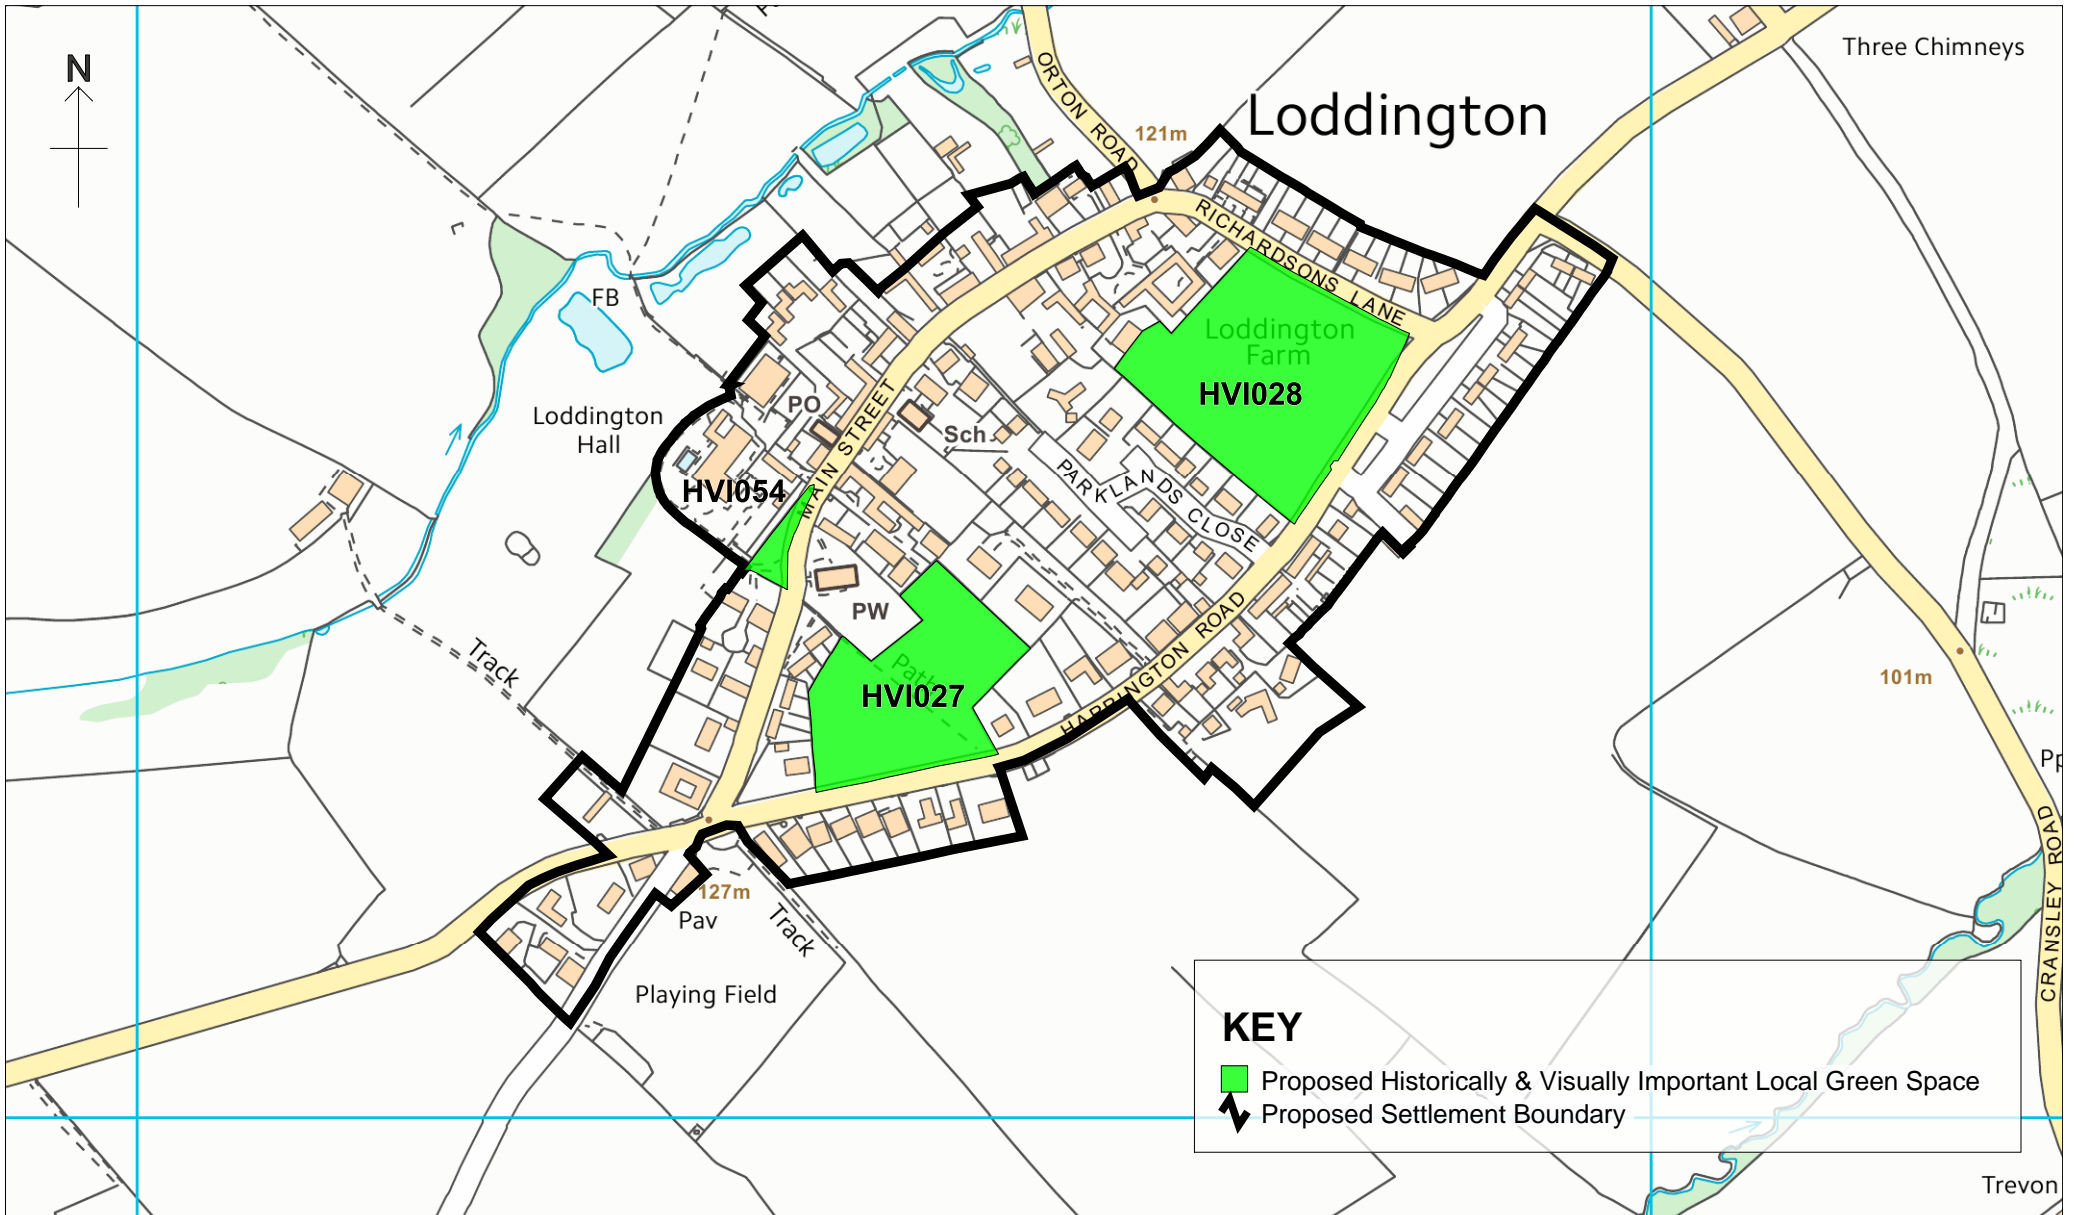 N
Three Chimneys
Loddington
ORTON ROAD
121m
RICHARDSONS LANE
FB
Loddington
Farm
HVI028
Loddington
Hall
PO
MAIN STREET
Sch
HVI054
PARKLANDS CLOSE
PW
Path
HVI027
Track
HARRINGTON ROAD
101m
Pp
CRANSLEY ROAD
127m
Pav
Track
Playing Field
KEY
Proposed Historically & Visually Important Local Green Space
Proposed Settlement Boundary
Trevon